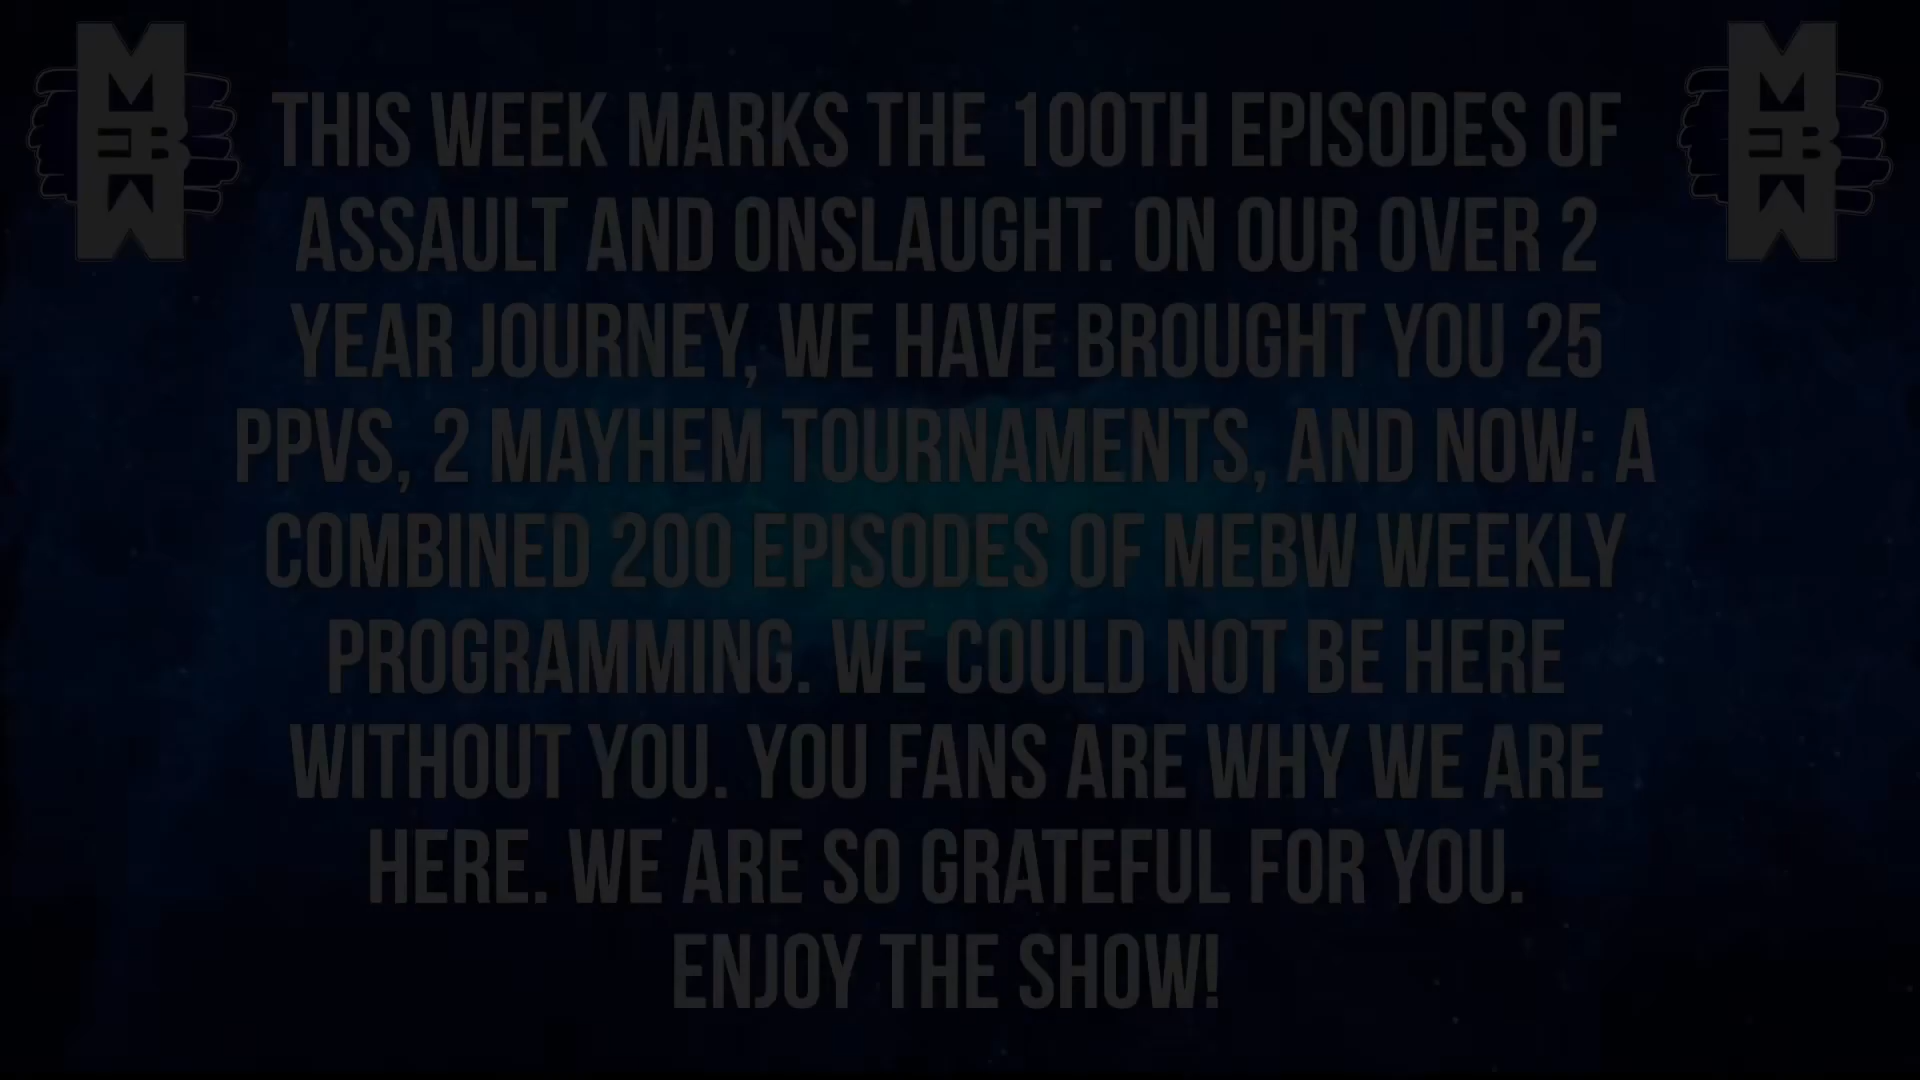 MEBW MEBW
THIS WEEK MARKS THE 100TH EPISODES OF
ASSAULT AND ONSLAUGHT. ON OUR OVER 2
YEAR JOURNEY, WE HAVE BROUGHT YOU 25
PPVS, 2 MAYHEM TOURNAMENTS, AND NOW: A
COMBINED 200 EPISODES OF MEBW WEEKLY
PROGRAMMING. WE COULD NOT BE HERE
WITHOUT YOU. YOU FANS ARE WHY WE ARE
HERE. WE ARE SO GRATEFUL FOR YOU.
ENJOY THE SHOW!